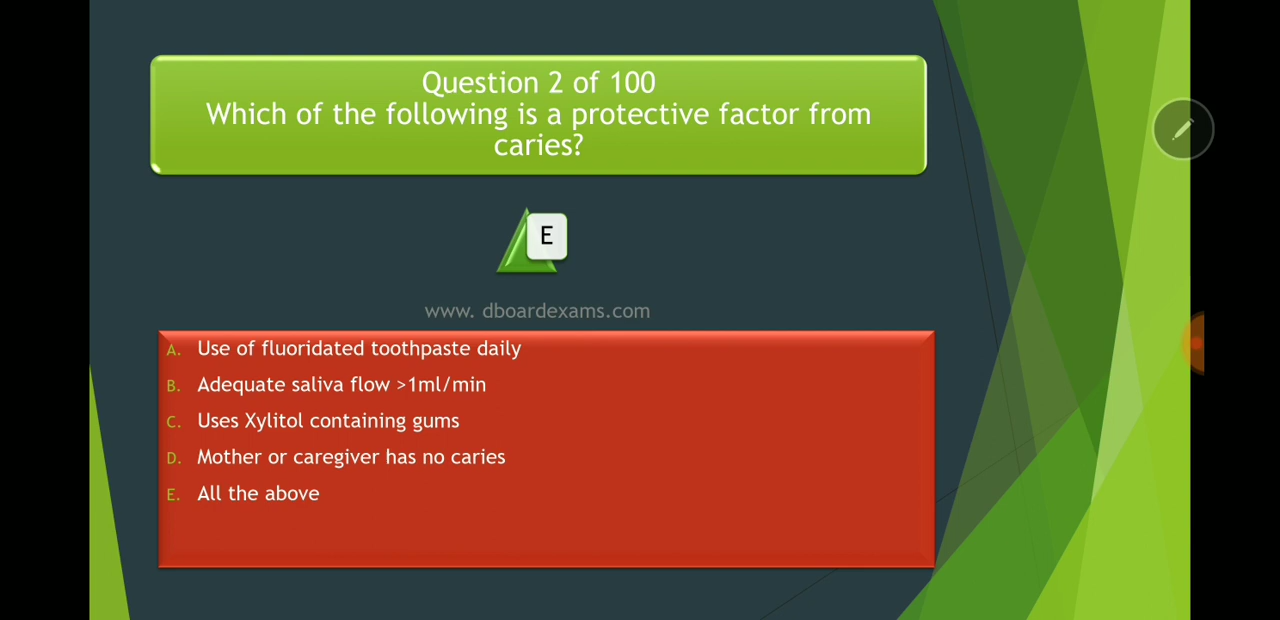 Question 2 of 100
Which of the following is a protective factor from
caries?
E
www. dboardexams.com
A. Use of fluoridated toothpaste daily
B. Adequate saliva flow >1ml/min
C. Uses Xylitol containing gums
D. Mother or caregiver has no caries
E. All the above